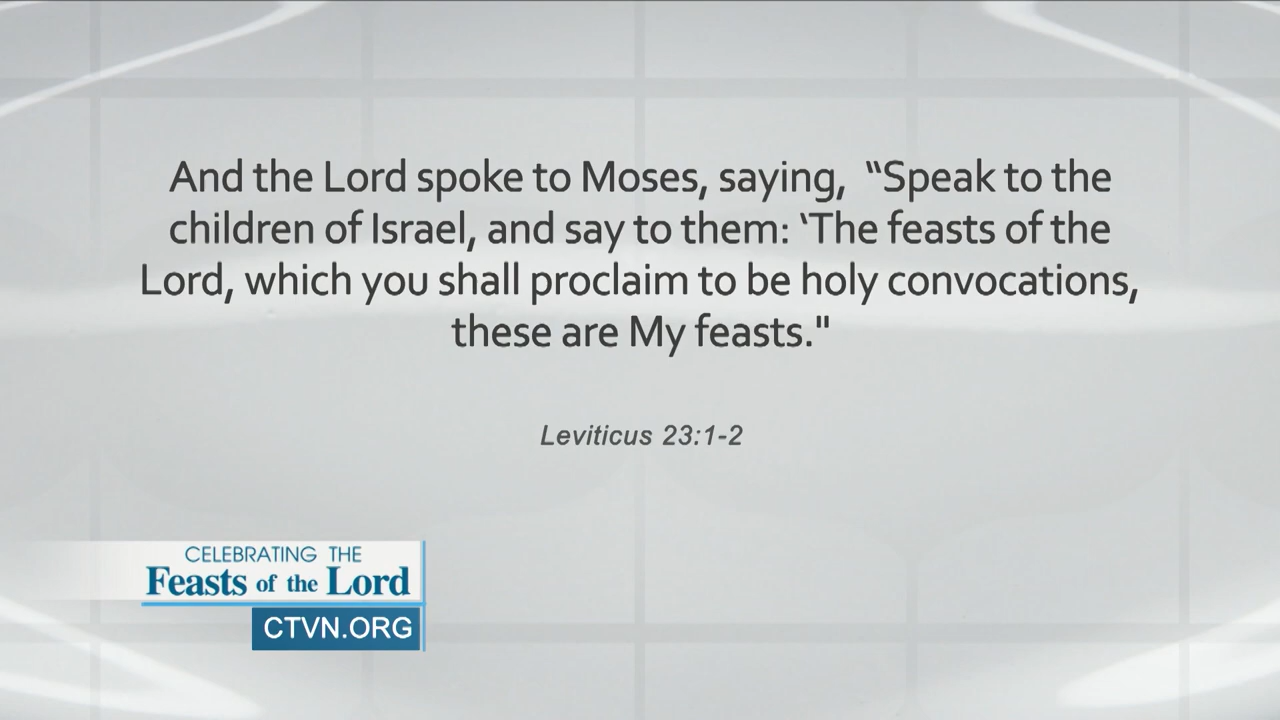 And the Lord spoke to Moses, saying,  “Speak to the
children of Israel, and say to them: ‘The feasts of the
Lord, which you shall proclaim to be holy convocations,
these are My feasts."
Leviticus 23:1-2
CELEBRATING THE
Feasts of the Lord
CTVN.ORG